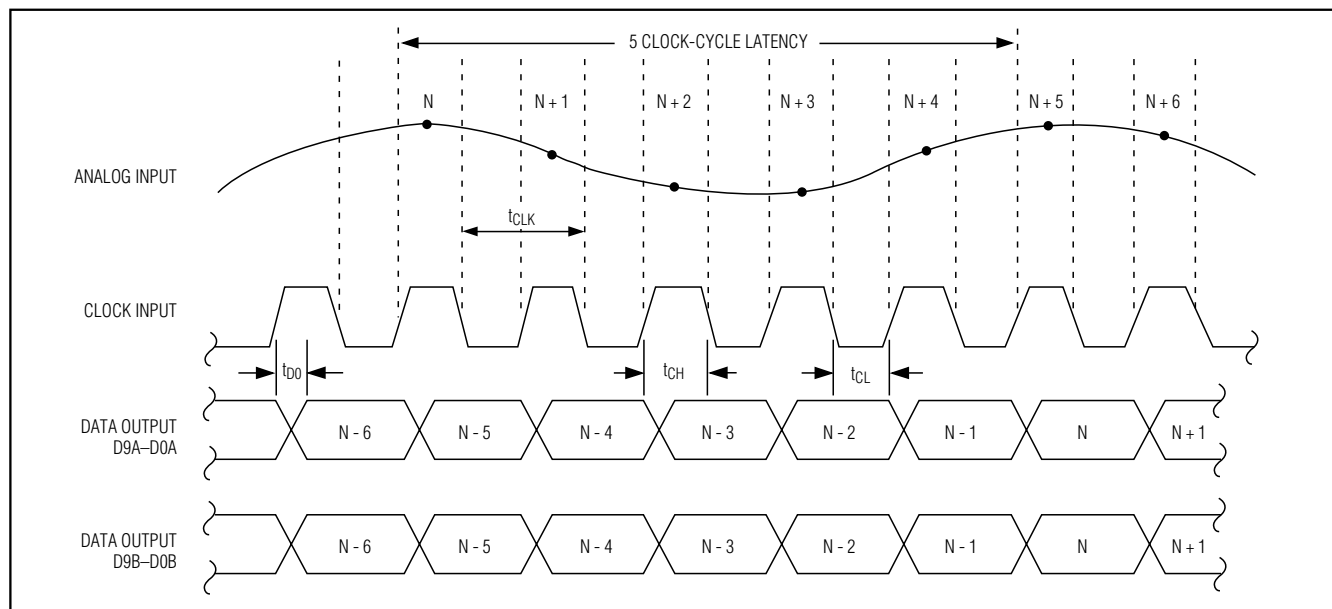 5 CLOCK-CYCLE LATENCY
N N + 1 N + 2 N + 3 N + 4 N + 5 N + 6
ANALOG INPUT
tCLK
CLOCK INPUT
tD0 tCH tCL
DATA OUTPUT
D9A–D0A
N - 6 N - 5 N - 4 N - 3 N - 2 N - 1 N N + 1
DATA OUTPUT
D9B–D0B
N - 6 N - 5 N - 4 N - 3 N - 2 N - 1 N N + 1